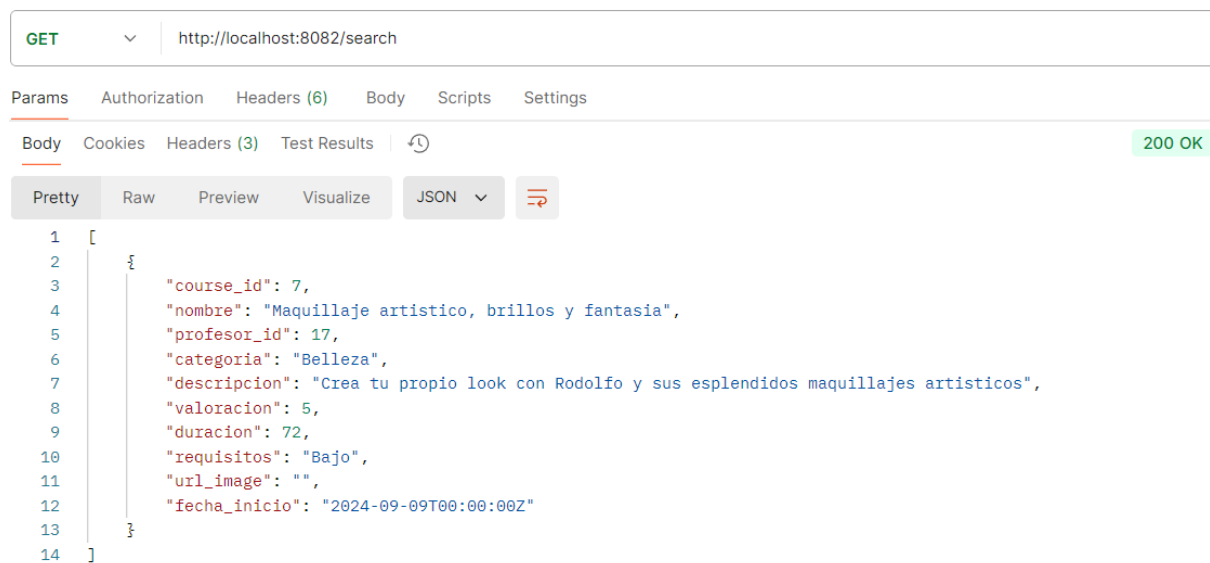 GET http://localhost:8082/search
Params Authorization Headers (6) Body Scripts Settings
Body Cookies Headers (3) Test Results 200 OK
Pretty Raw Preview Visualize JSON
1 [
2 {
3 "course_id": 7,
4 "nombre": "Maquillaje artistico, brillos y fantasia",
5 "profesor_id": 17,
6 "categoria": "Belleza",
7 "descripcion": "Crea tu propio look con Rodolfo y sus esplendidos maquillajes artisticos",
8 "valoracion": 5,
9 "duracion": 72,
10 "requisitos": "Bajo",
11 "url_image": "",
12 "fecha_inicio": "2024-09-09T00:00:00Z"
13 }
14 ]